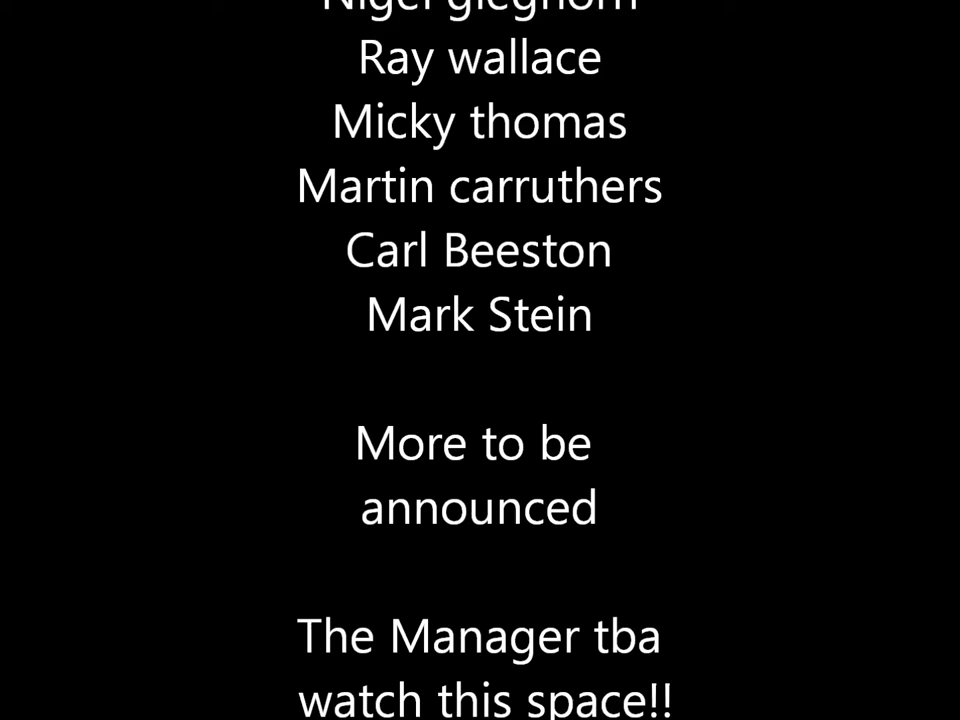 Nigel gleghorn
Ray wallace
Micky thomas
Martin carruthers
Carl Beeston
Mark Stein
More to be
announced
The Manager tba
watch this space!!